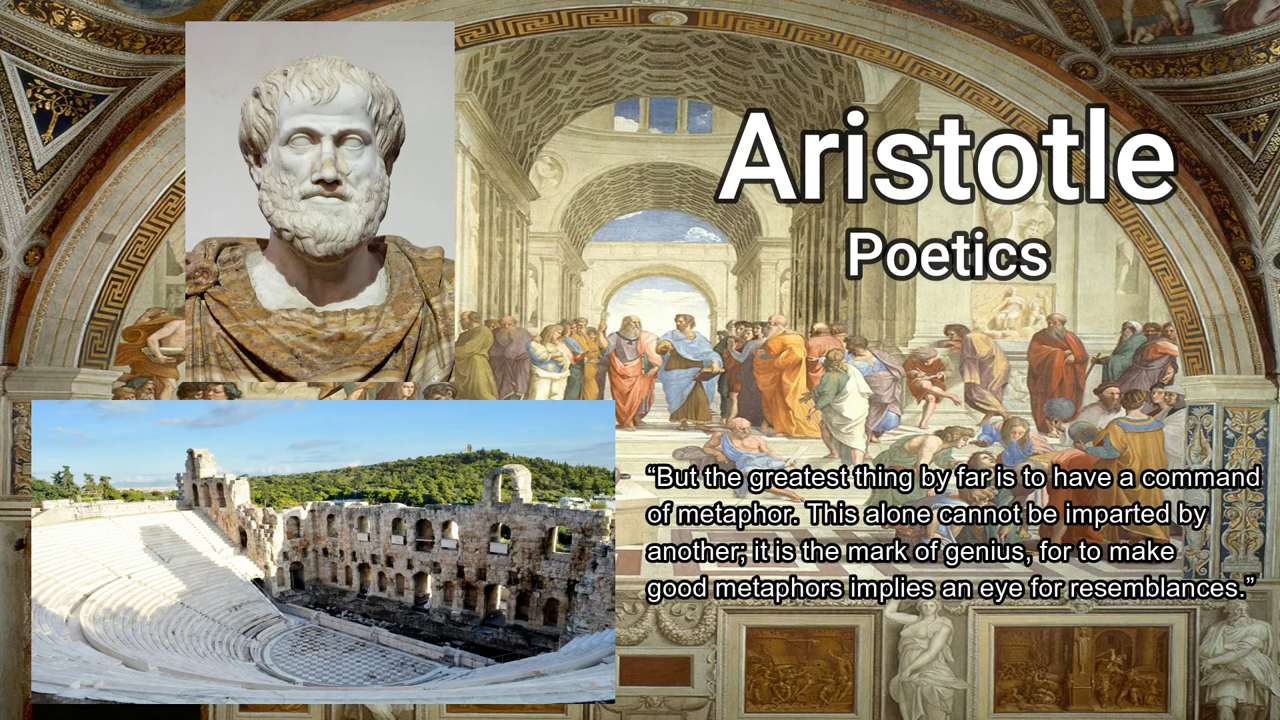 Aristotle
Poetics
“But the greatest thing by far is to have a command
of metaphor. This alone cannot be imparted by
another; it is the mark of genius, for to make
good metaphors implies an eye for resemblances.”